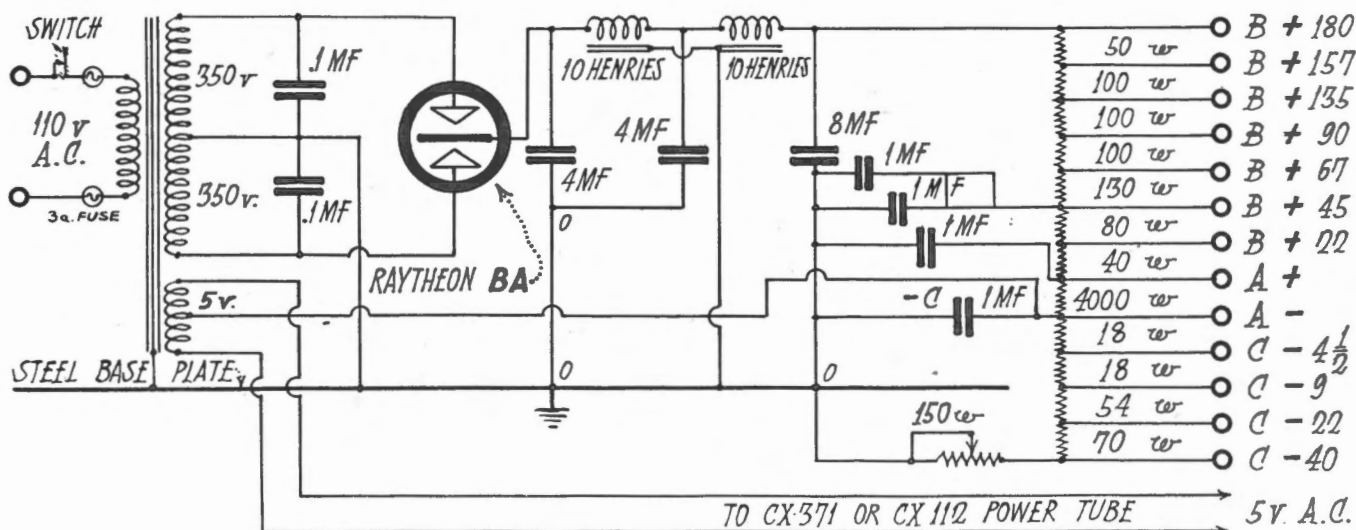 SWITCH
110 v
A.C.
3a. FUSE
350 v
350 v.
.1 MF
.1 MF
5 v.
STEEL BASE PLATE
RAYTHEON BA
10 HENRIES
10 HENRIES
4 MF
4 MF
8 MF
1 MF
1 MF
1 MF
- C 1 MF
0
0
0
150 w
B + 180
50 w
B + 157
100 w
B + 135
100 w
B + 90
100 w
B + 67
130 w
B + 45
80 w
B + 22
40 w
A +
4000 w
A -
18 w
C - 4 1/2
18 w
C - 9
54 w
C - 22
70 w
C - 40
TO CX-371 OR CX 112 POWER TUBE 5 v. A.C.